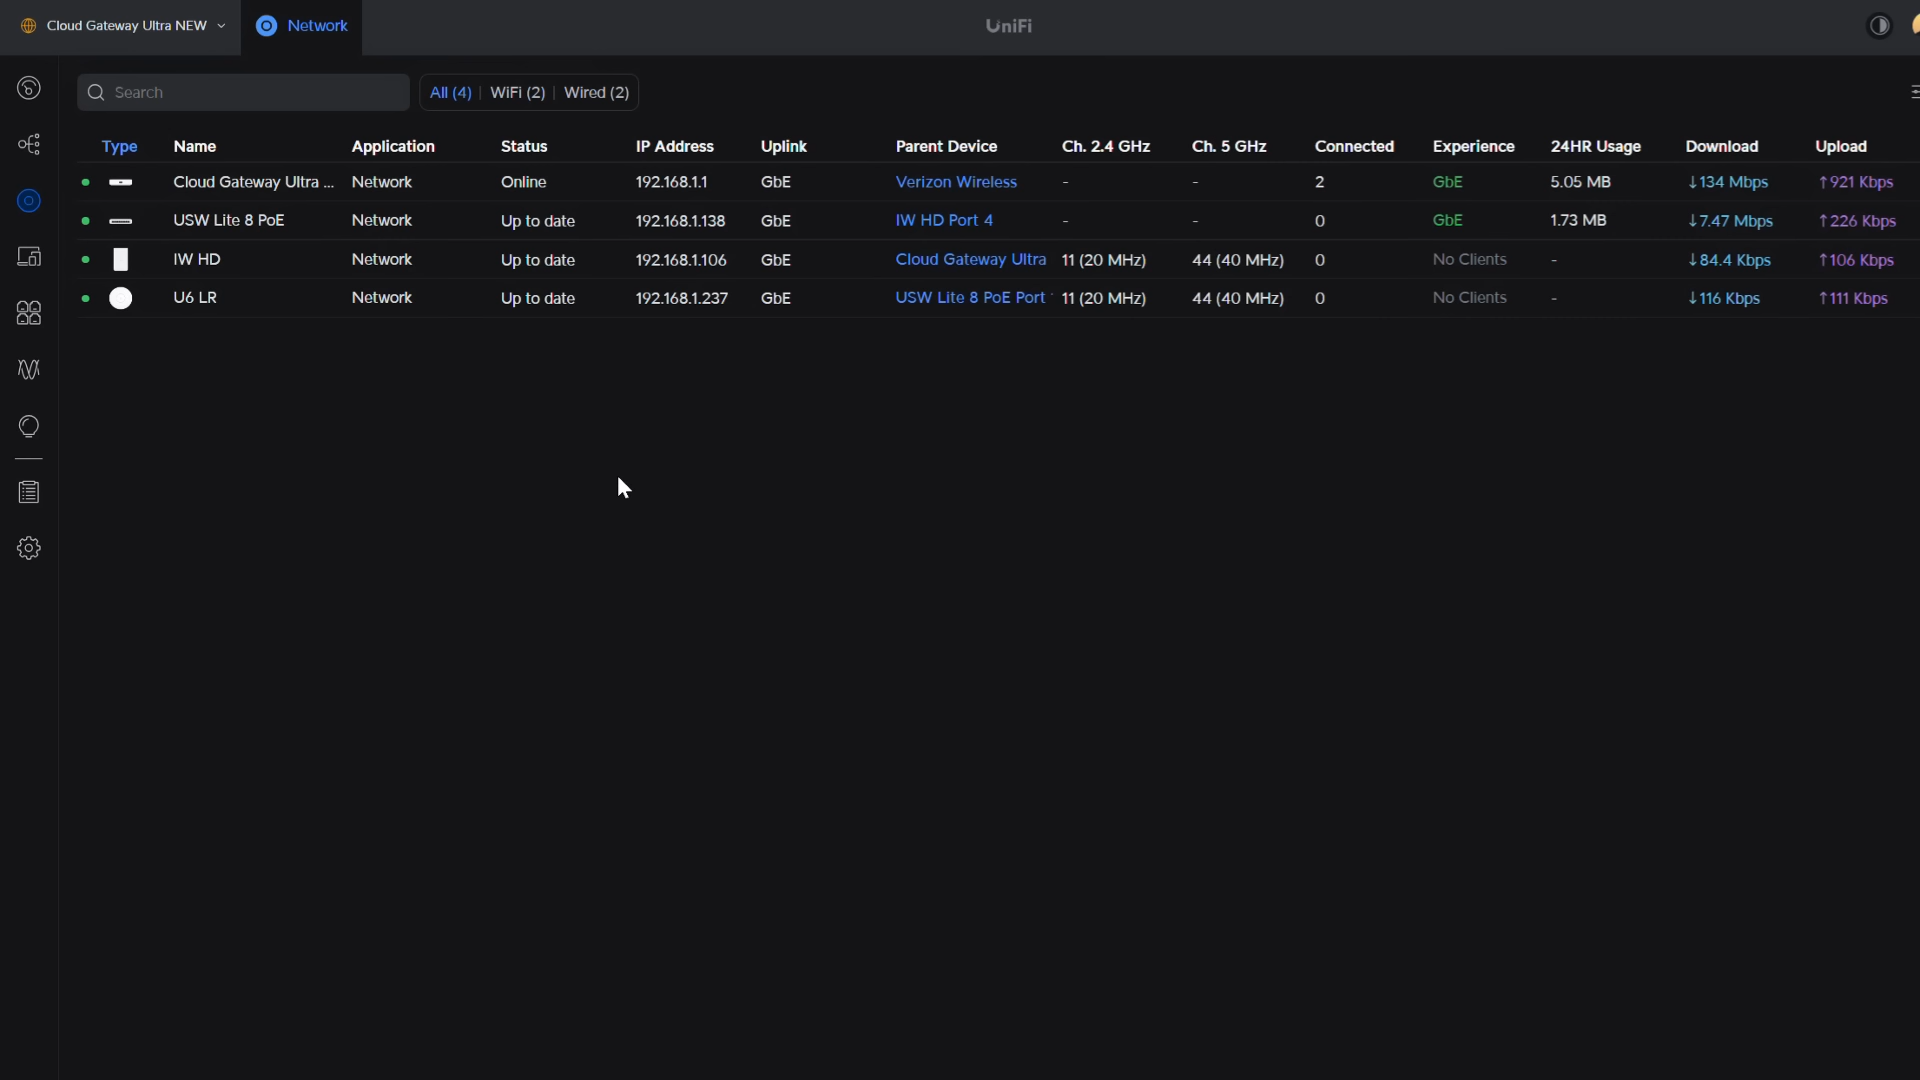 Cloud Gateway Ultra NEW Network UniFi
Search All (4) WiFi (2) Wired (2)
Type Name Application Status IP Address Uplink Parent Device Ch. 2.4 GHz Ch. 5 GHz Connected Experience 24HR Usage Download Upload
Cloud Gateway Ultra ... Network Online 192.168.1.1 GbE Verizon Wireless - - 2 GbE 5.05 MB ↓134 Mbps ↑921 Kbps
USW Lite 8 PoE Network Up to date 192.168.1.138 GbE IW HD Port 4 - - 0 GbE 1.73 MB ↓7.47 Mbps ↑226 Kbps
IW HD Network Up to date 192.168.1.106 GbE Cloud Gateway Ultra 11 (20 MHz) 44 (40 MHz) 0 No Clients - ↓84.4 Kbps ↑106 Kbps
U6 LR Network Up to date 192.168.1.237 GbE USW Lite 8 PoE Port 11 (20 MHz) 44 (40 MHz) 0 No Clients - ↓116 Kbps ↑111 Kbps